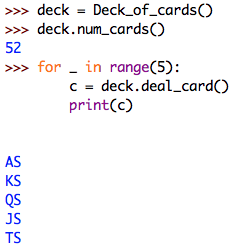 >>> deck = Deck_of_cards()
>>> deck.num_cards()
52
>>> for _ in range(5):
        c = deck.deal_card()
        print(c)
AS
KS
QS
JS
TS